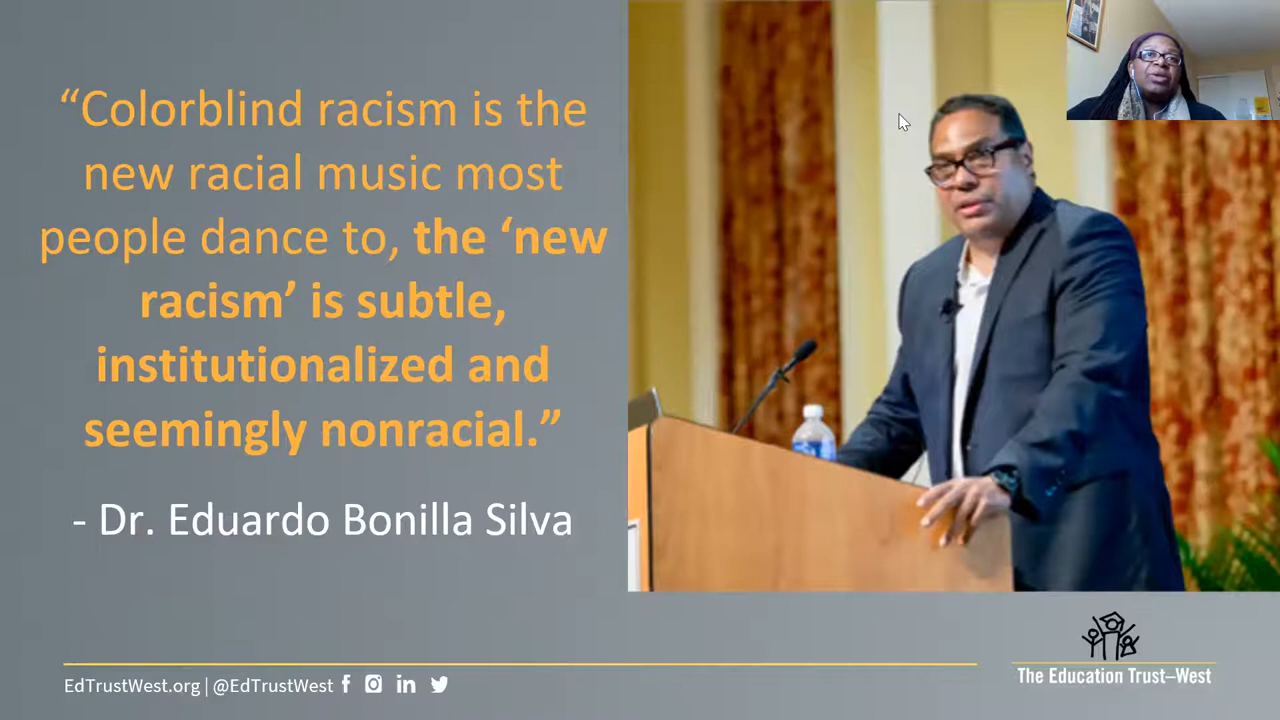 “Colorblind racism is the
new racial music most
people dance to, the ‘new
racism’ is subtle,
institutionalized and
seemingly nonracial.”
- Dr. Eduardo Bonilla Silva
EdTrustWest.org | @EdTrustWest
The Education Trust–West